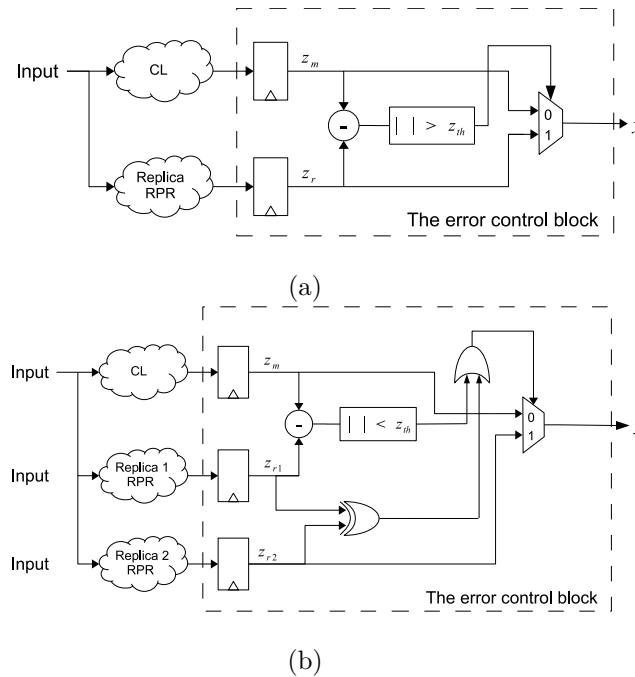 CL
z_m
Input
0
-
| | > z_th
1
Replica
RPR
z_r
The error control block
(a)
z_m
Input
CL
0
-
| | < z_th
1
Input
Replica 1
RPR
z_r1
Input
Replica 2
RPR
z_r2
The error control block
(b)